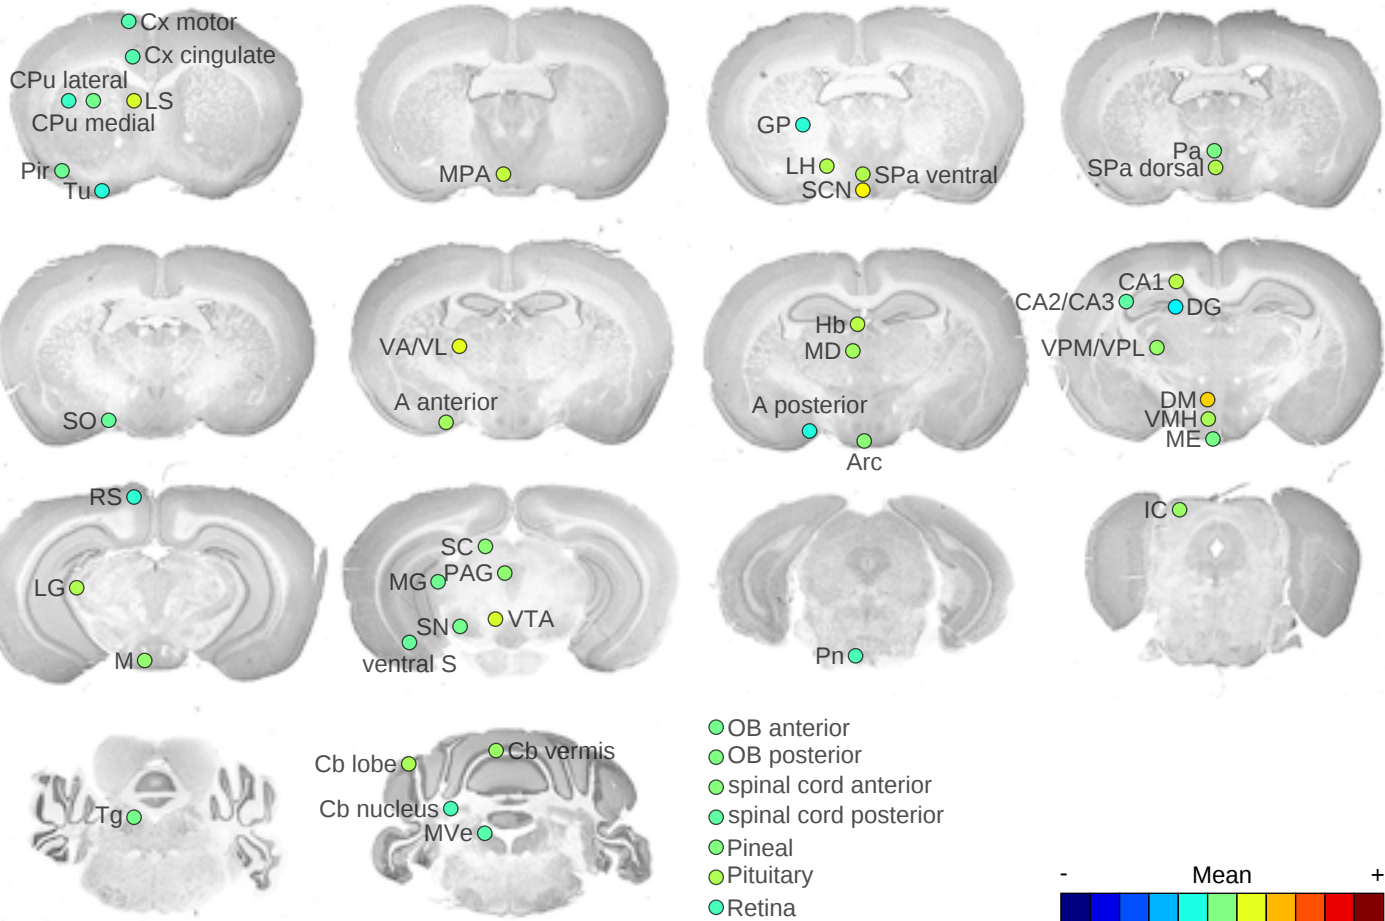 Cx motor
Cx cingulate
CPu lateral
LS
CPu medial
Pir
Tu
MPA
GP
LH
SPa ventral
SCN
Pa
SPa dorsal
SO
VA/VL
A anterior
Hb
MD
A posterior
Arc
CA1
CA2/CA3
DG
VPM/VPL
DM
VMH
ME
RS
LG
M
SC
PAG
MG
VTA
SN
ventral S
Pn
IC
Tg
Cb vermis
Cb lobe
Cb nucleus
MVe
OB anterior
OB posterior
spinal cord anterior
spinal cord posterior
Pineal
Pituitary
Retina
- Mean +